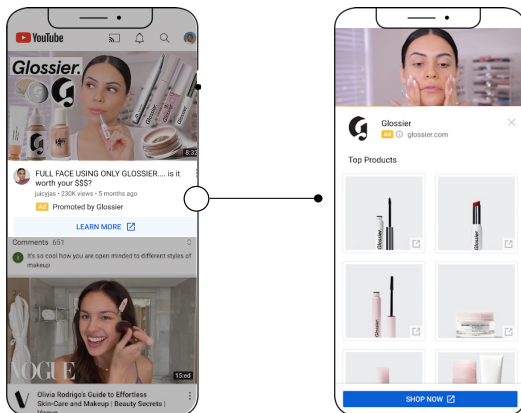 YouTube
Glossier.
8:32
FULL FACE USING ONLY GLOSSIER.... is it
worth your $$$?
juicyjas • 230K views • 5 months ago
Ad Promoted by Glossier
LEARN MORE
Comments 651
It's so cool how you are open minded to different styles of
makeup
VOGUE
15:ed
Olivia Rodrigo's Guide to Effortless
Skin-Care and Makeup | Beauty Secrets |
Vogue
Glossier
Ad glossier.com
Top Products
Glossier.
Glossier.
Glossier.
SHOP NOW